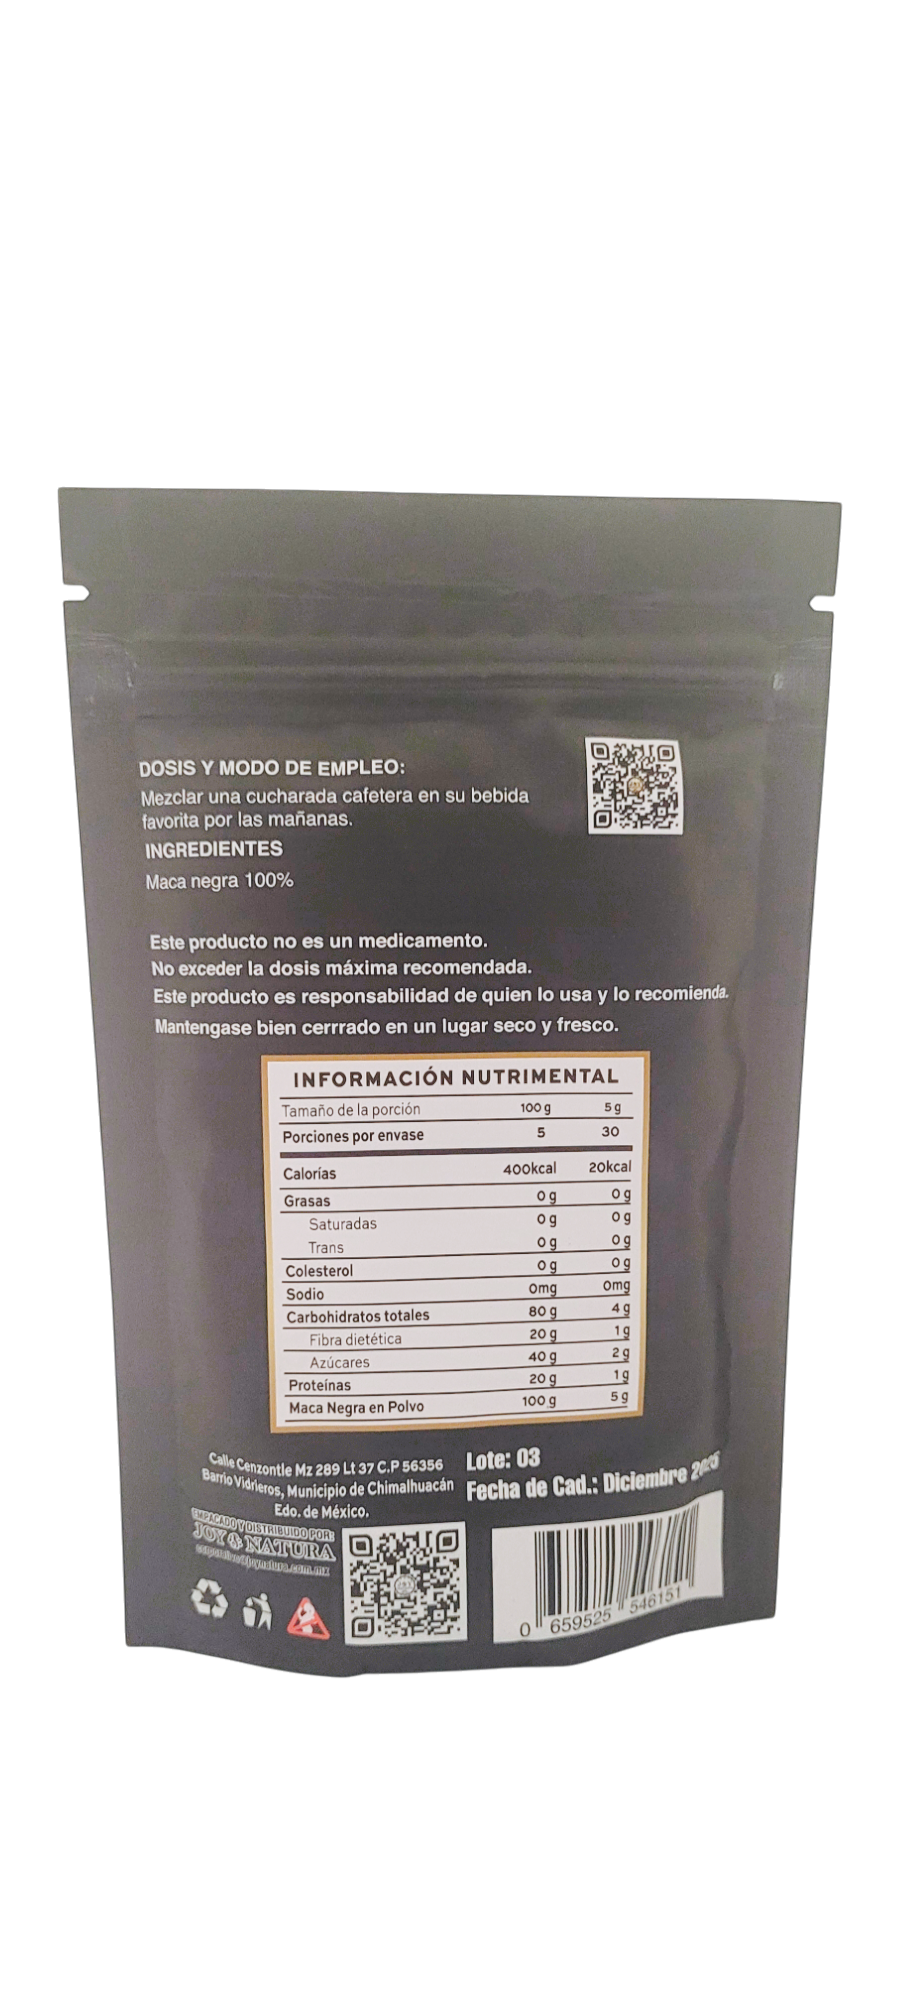 DOSIS Y MODO DE EMPLEO:
Mezclar una cucharada cafetera en su bebida
favorita por las mañanas.
INGREDIENTES
Maca negra 100%
Este producto no es un medicamento.
No exceder la dosis máxima recomendada.
Este producto es responsabilidad de quien lo usa y lo recomienda.
Mantengase bien cerrrado en un lugar seco y fresco.
INFORMACIÓN NUTRIMENTAL
Tamaño de la porción 100 g 5 g
Porciones por envase 5 30
Calorías 400kcal 20kcal
Grasas 0 g 0 g
Saturadas 0 g 0 g
Trans 0 g 0 g
Colesterol 0 g 0 g
Sodio 0mg 0mg
Carbohidratos totales 80 g 4 g
Fibra dietética 20 g 1 g
Azúcares 40 g 2 g
Proteínas 20 g 1 g
Maca Negra en Polvo 100 g 5 g
Calle Cenzontle Mz 289 Lt 37 C.P 56356
Barrio Vidrieros, Municipio de Chimalhuacán
Edo. de México.
Lote: 03
Fecha de Cad.: Diciembre
EMPACADO Y DISTRIBUIDO POR:
JOY & NATURA
0 659525 546151